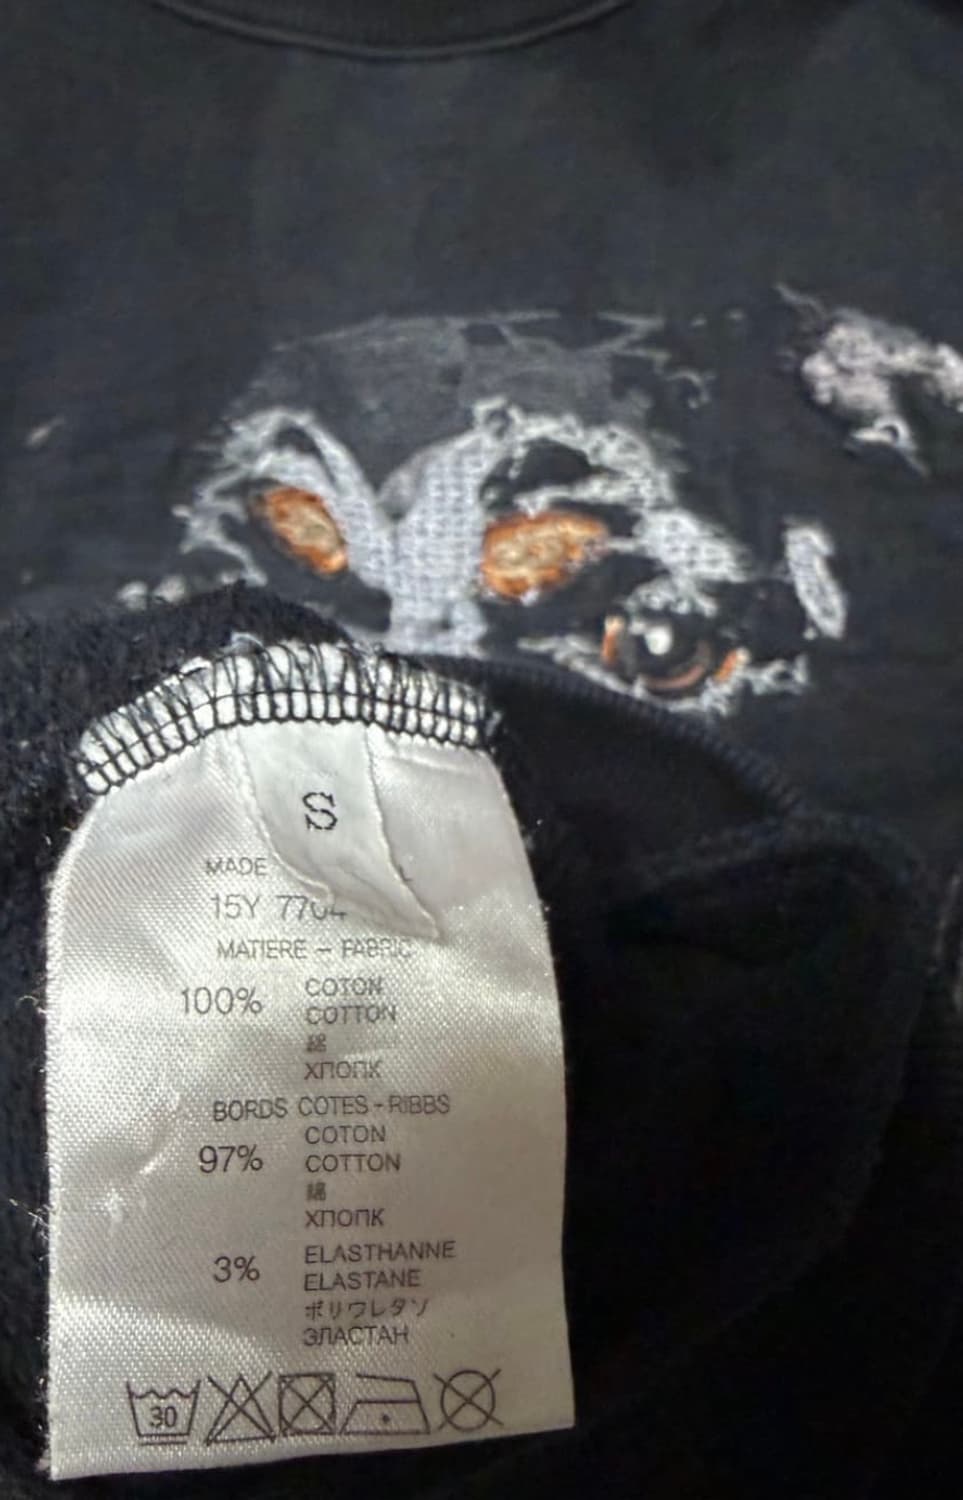 S
MADE
15Y 7704
MATIERE - FABRIC
100% COTON
COTTON
綿
ХЛОПК
BORDS COTES - RIBBS
97% COTON
COTTON
綿
ХЛОПК
3% ELASTHANNE
ELASTANE
ポリウレタン
ЭЛАСТАН
30